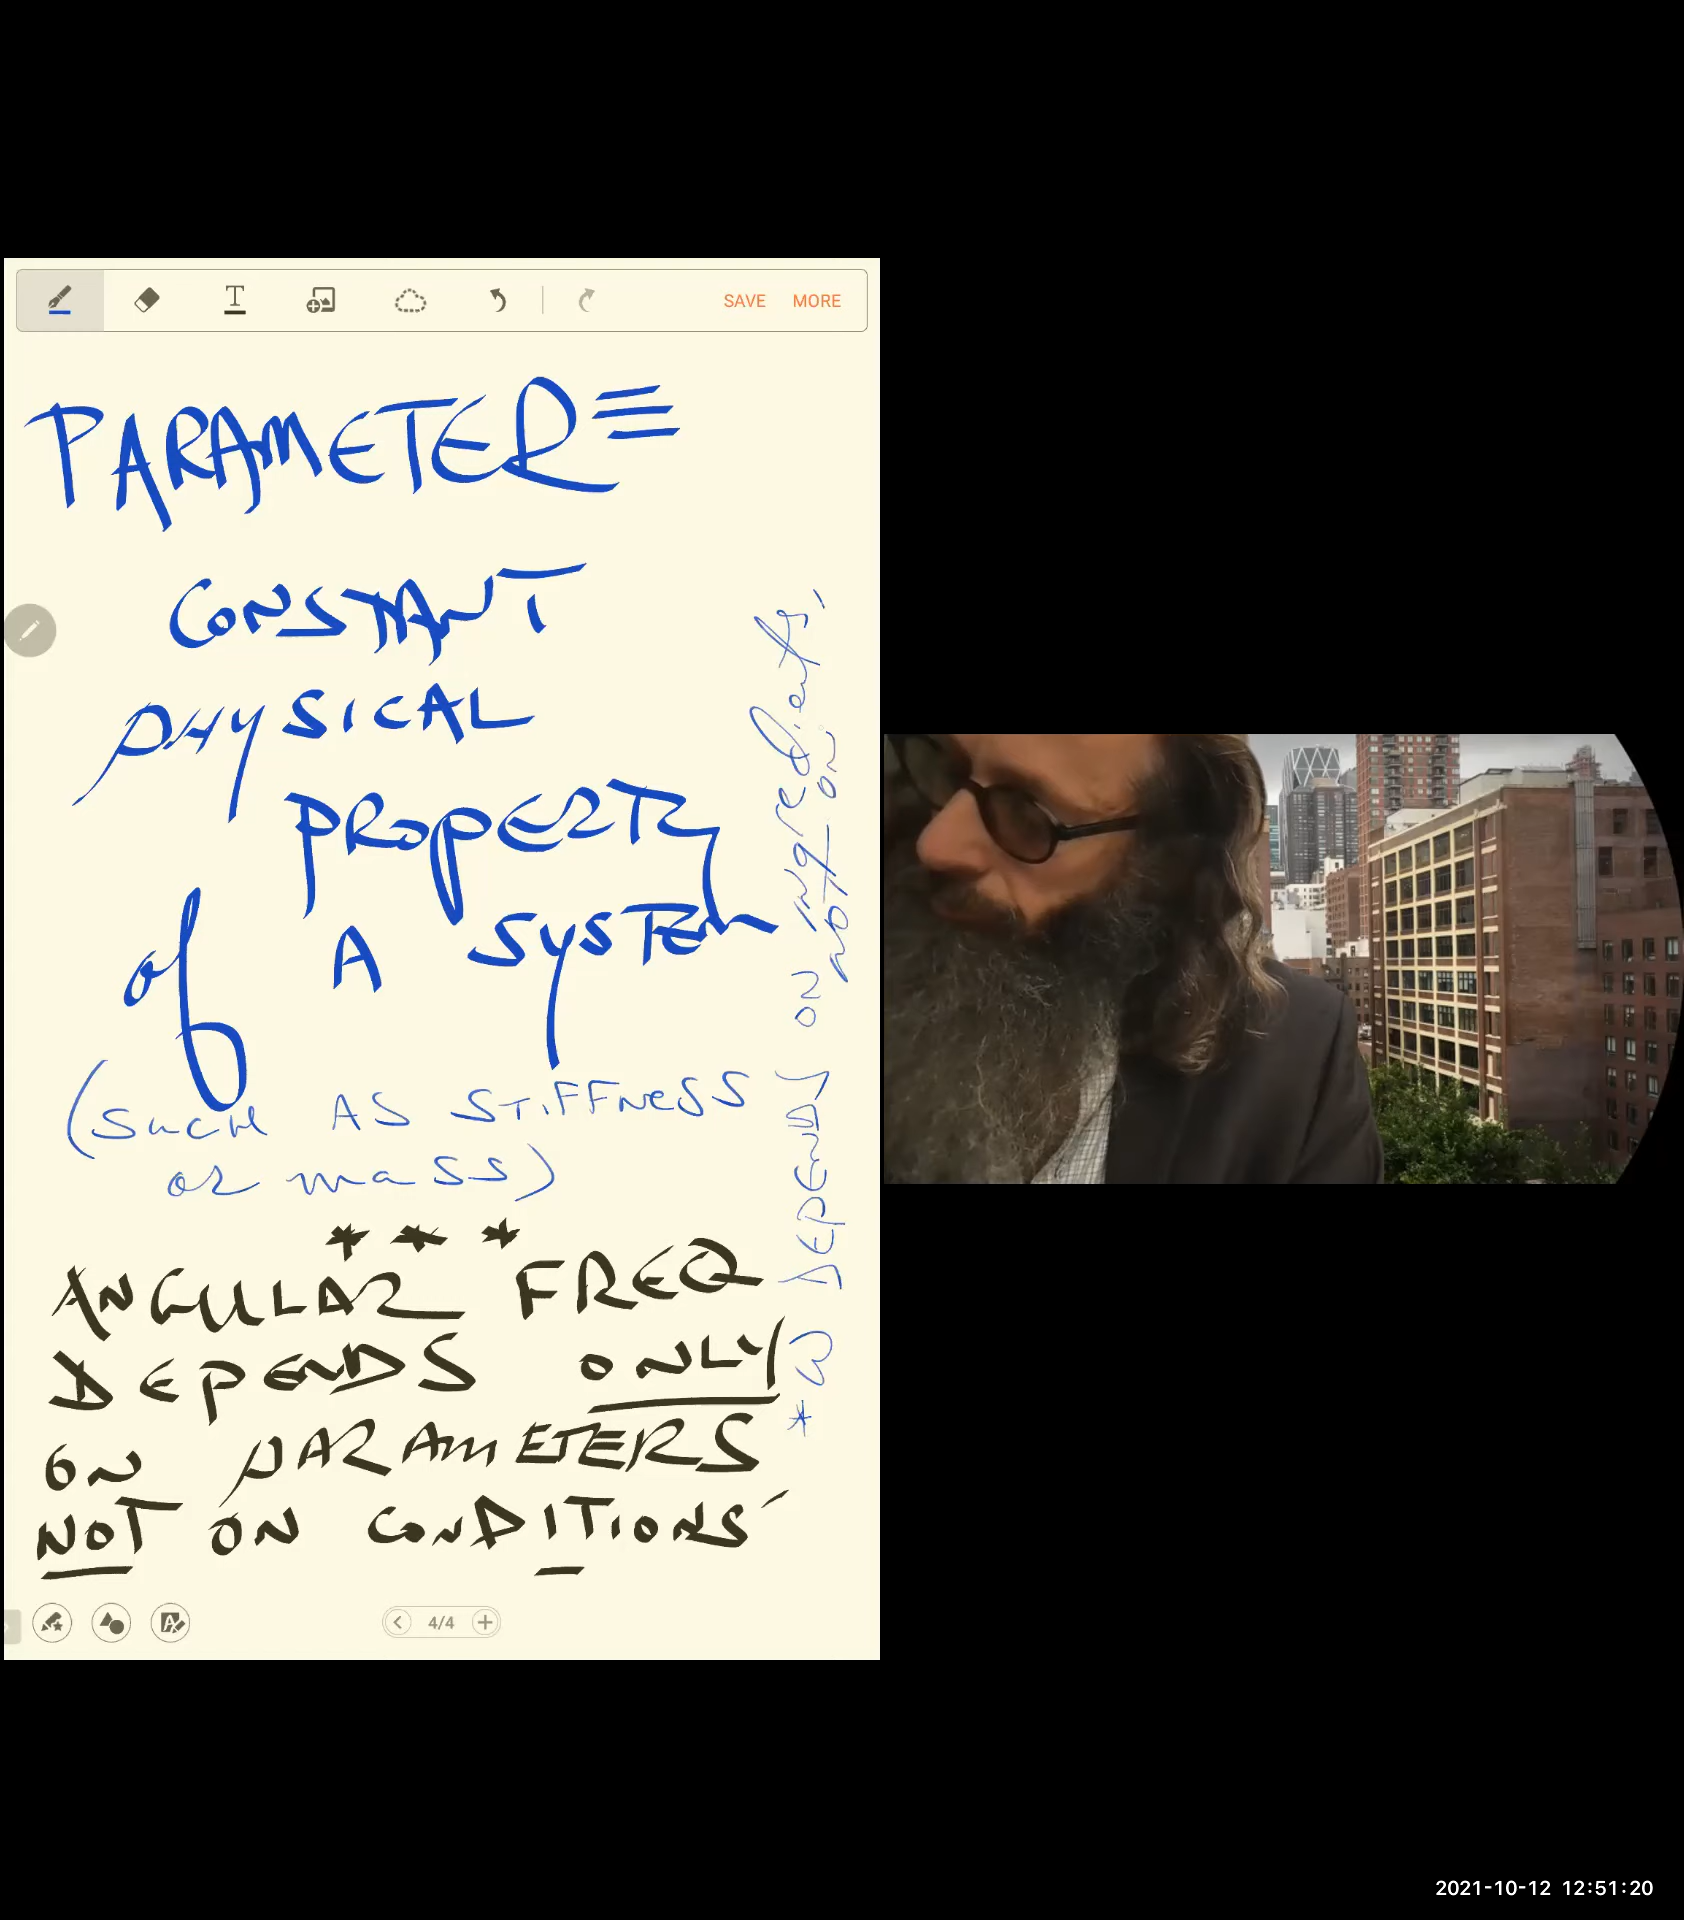 T
SAVE MORE
PARAMETER ≡
CONSTANT
PHYSICAL
PROPERTY
of A SYSTEM
(SUCH AS STIFFNESS
or mass)
* * *
ANGULAR FREQ
DEPENDS ONLY
ON PARAMETERS
NOT ON CONDITIONS
* ω DEPENDS ON INgredients,
NOT ON
4/4
2021-10-12 12:51:20